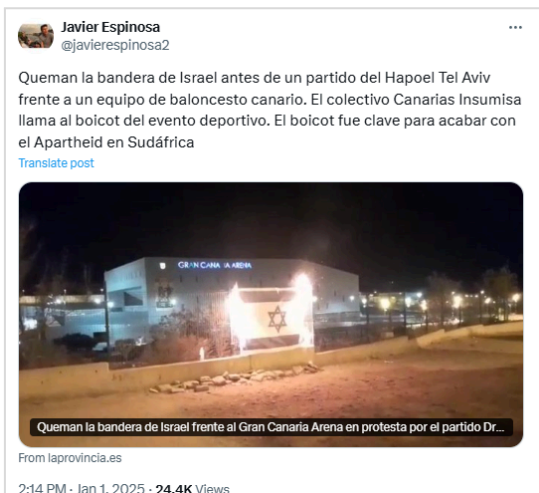 Javier Espinosa
@javierespinosa2
Queman la bandera de Israel antes de un partido del Hapoel Tel Aviv
frente a un equipo de baloncesto canario. El colectivo Canarias Insumisa
llama al boicot del evento deportivo. El boicot fue clave para acabar con
el Apartheid en Sudáfrica
Translate post
GRAN CANARIA ARENA
Queman la bandera de Israel frente al Gran Canaria Arena en protesta por el partido Dr...
From laprovincia.es
2:14 PM · Jan 1, 2025 · 24.4K Views